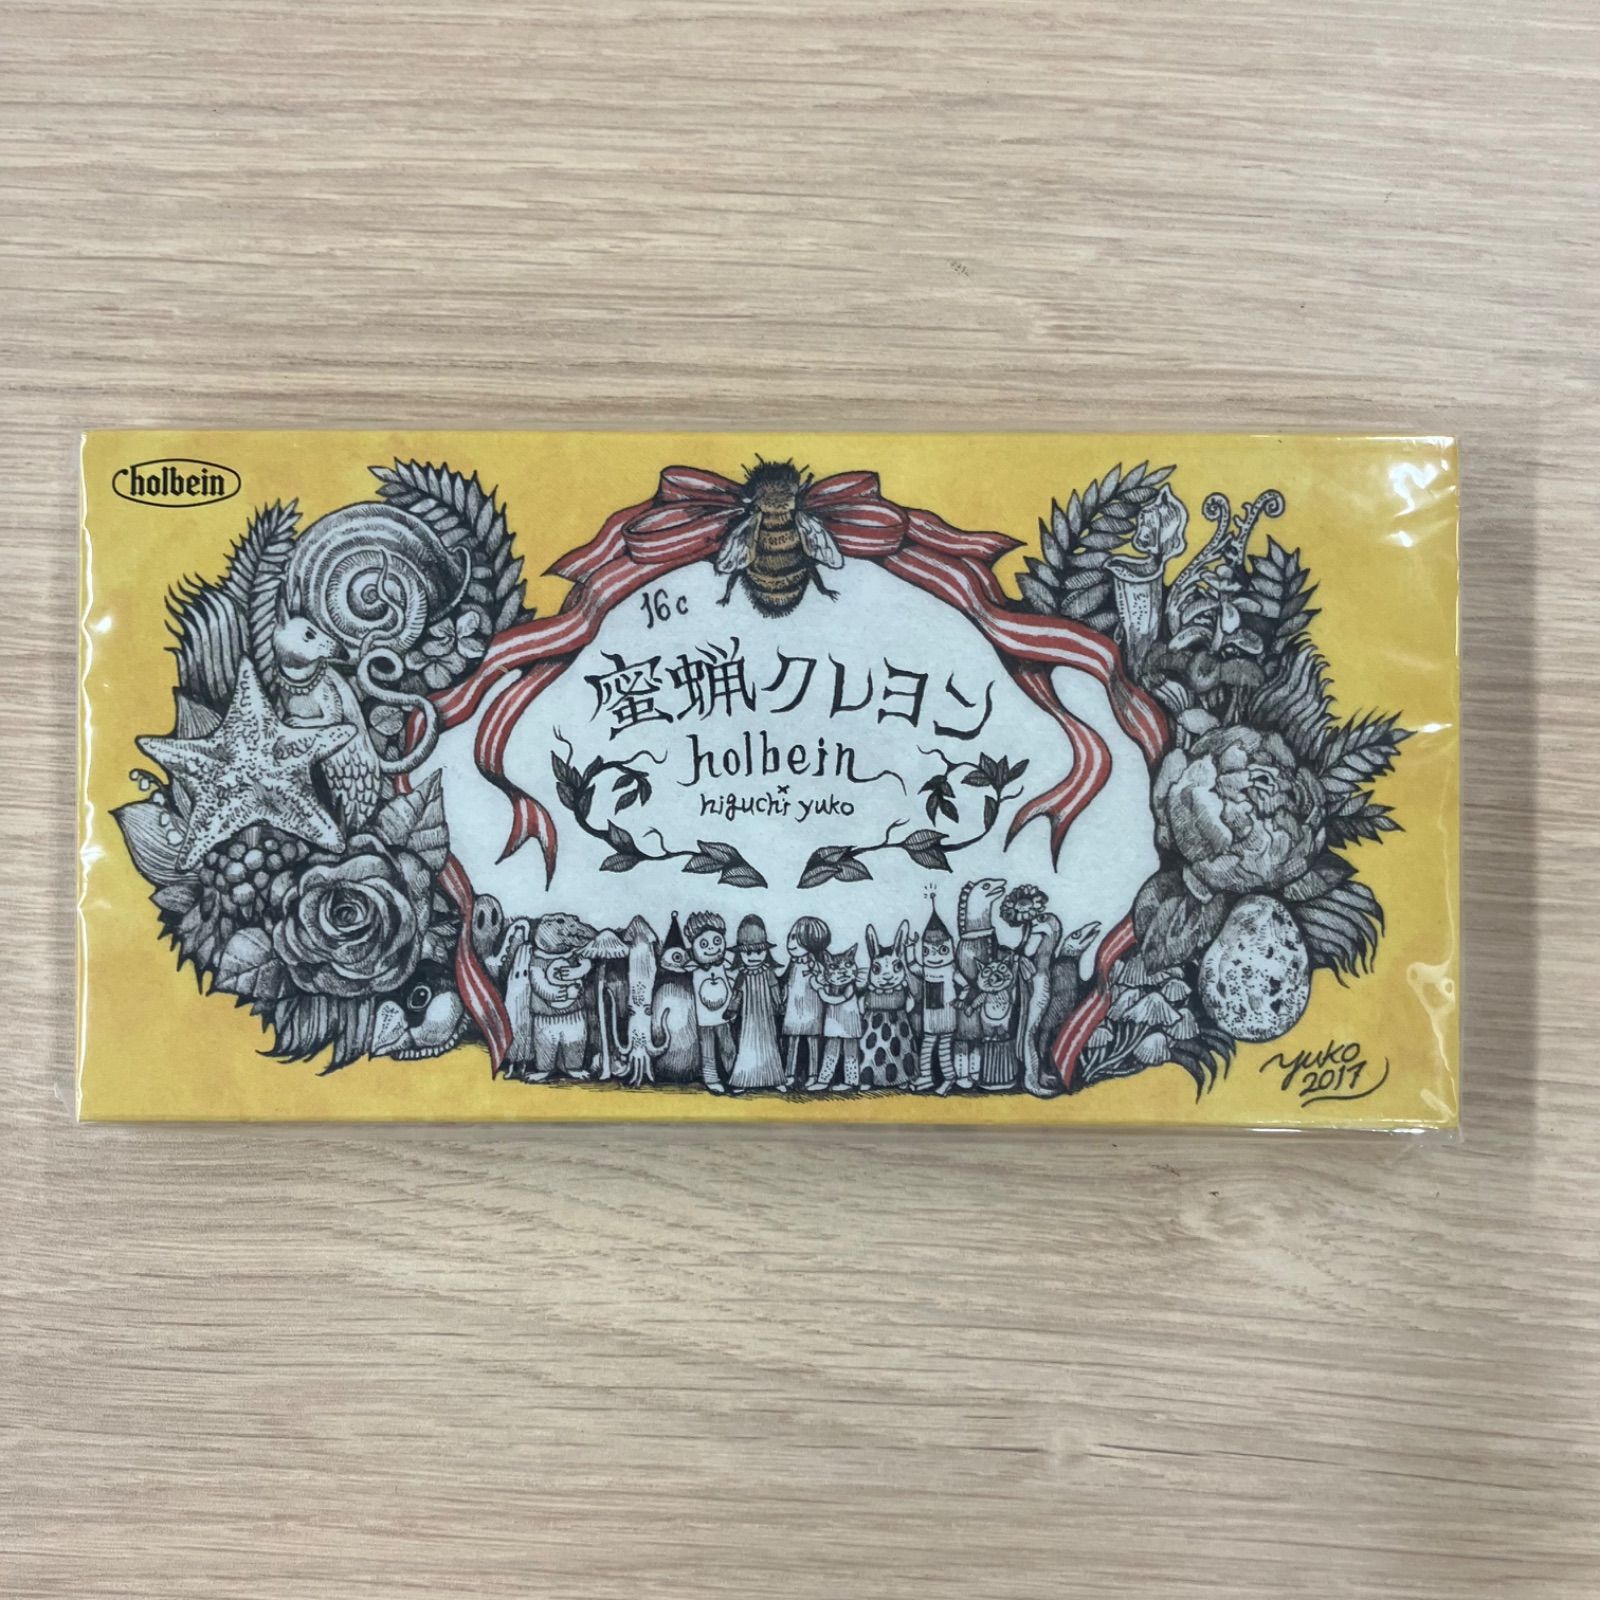 holbein
16c
蜜蝋クレヨン
holbein
×
higuchi yuko
yuko
2017